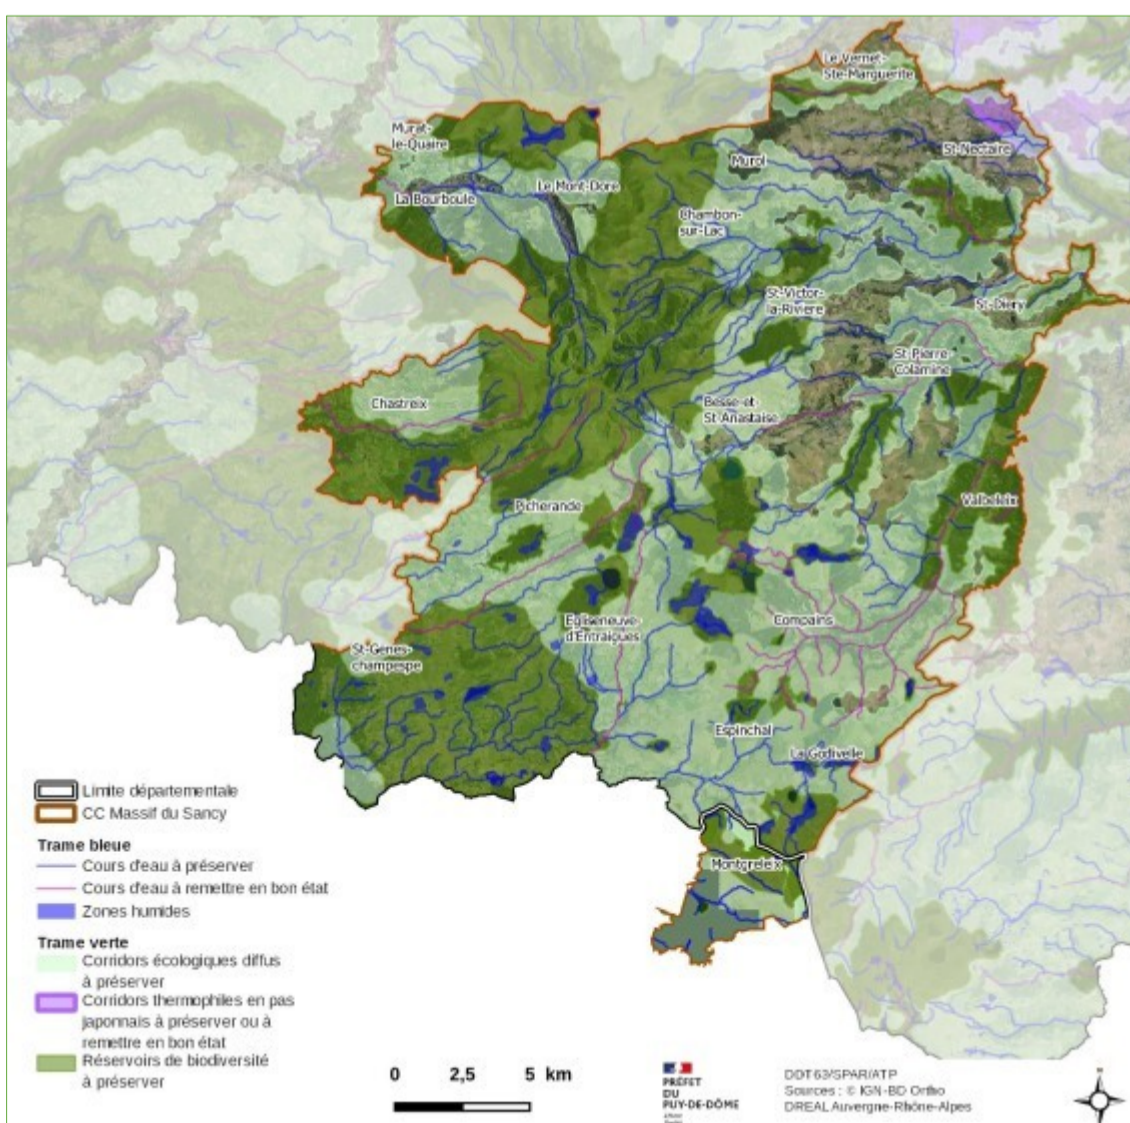 Le Vernet-
Ste-Marguerite
Murat-
le-Quaire
St-Nectaire
Murol
Le Mont-Dore
La Bourboule
Chambon-
sur-Lac
St-Victor-
la-Riviere
St-Diery
St-Pierre-
Colamine
Chastreix
Besse-et-
St-Anastaise
Valbeleix
Picherande
Compains
Egliseneuve-
d'Entraigues
St-Genes-
champespe
Espinchal
La Godivelle
Montgreleix
Limite départementale
CC Massif du Sancy
Trame bleue
Cours d'eau à préserver
Cours d'eau à remettre en bon état
Zones humides
Trame verte
Corridors écologiques diffus
à préserver
Corridors thermophiles en pas
japonnais à préserver ou à
remettre en bon état
Réservoirs de biodiversité
à préserver
0 2,5 5 km
PRÉFET
DU
PUY-DE-DÔME
DDT63/SPAR/ATP
Sources : © IGN-BD Ortho
DREAL Auvergne-Rhône-Alpes